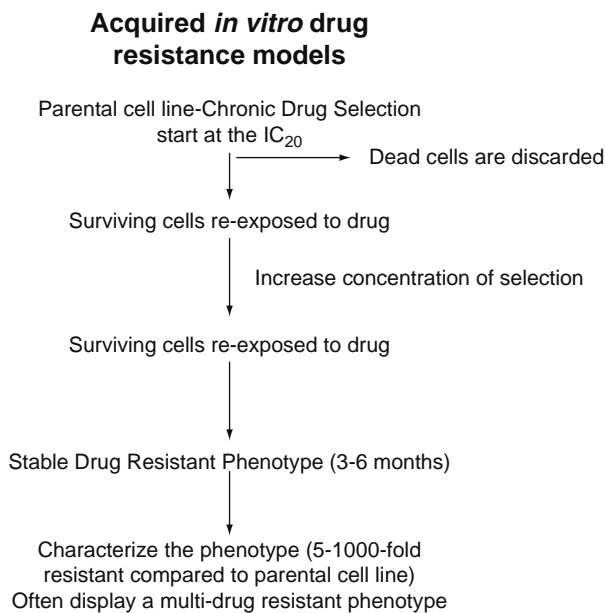 Acquired in vitro drug
resistance models
Parental cell line-Chronic Drug Selection
start at the IC20
Dead cells are discarded
Surviving cells re-exposed to drug
Increase concentration of selection
Surviving cells re-exposed to drug
Stable Drug Resistant Phenotype (3-6 months)
Characterize the phenotype (5-1000-fold
resistant compared to parental cell line)
Often display a multi-drug resistant phenotype